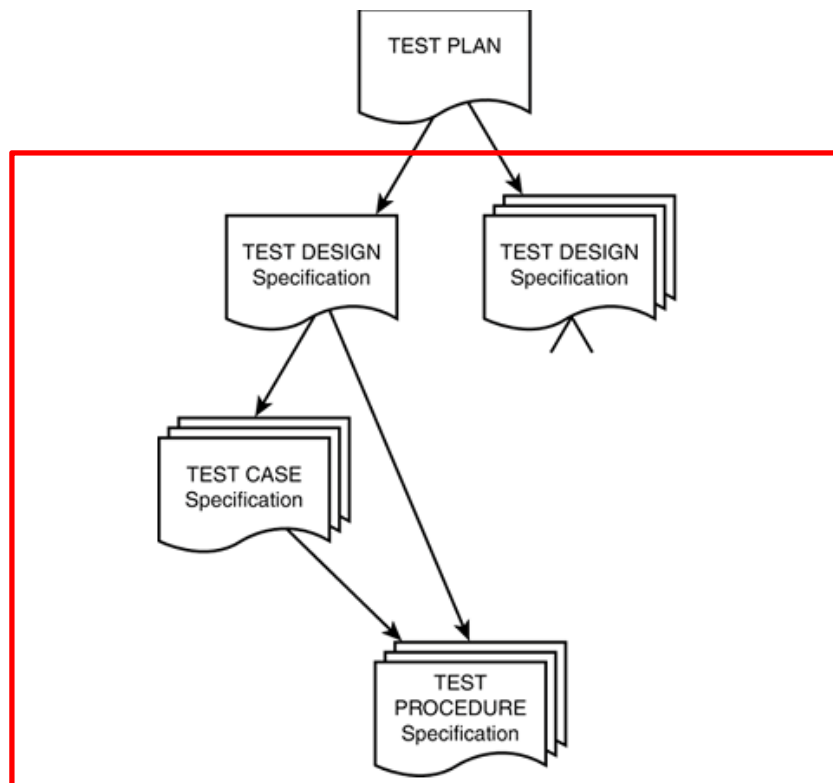 TEST PLAN
TEST DESIGN
Specification
TEST DESIGN
Specification
TEST CASE
Specification
TEST
PROCEDURE
Specification